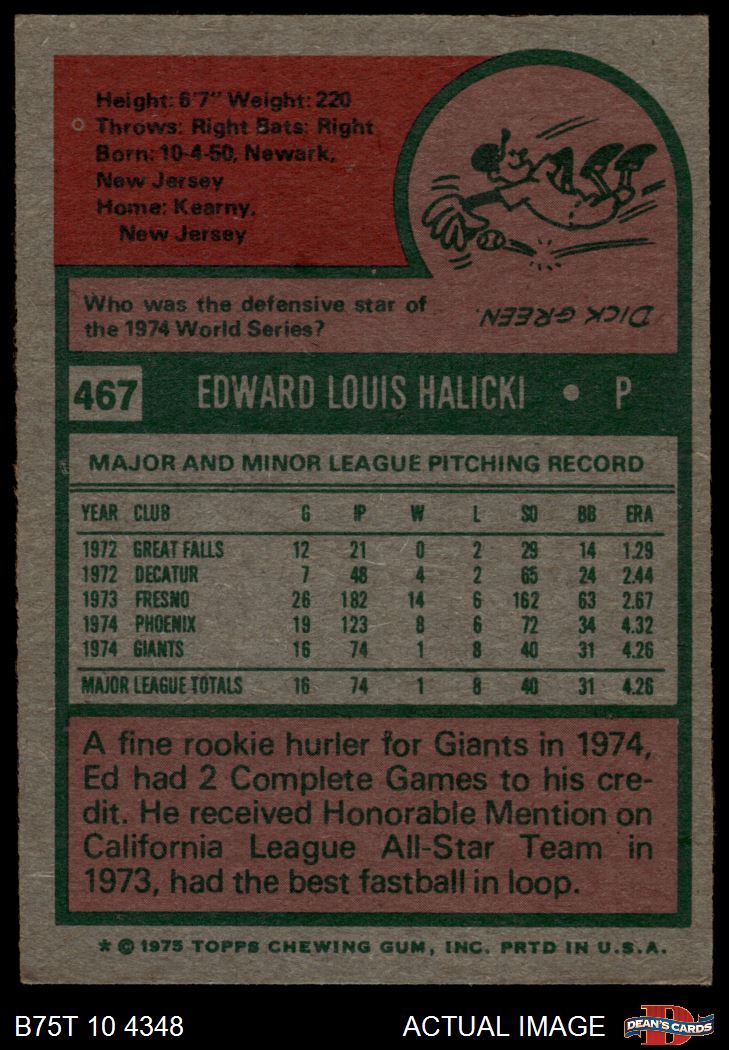 Height: 6'7" Weight: 220
Throws: Right Bats: Right
Born: 10-4-50, Newark,
New Jersey
Home: Kearny,
New Jersey
Who was the defensive star of
the 1974 World Series?
DICK GREEN.
467 EDWARD LOUIS HALICKI • P
MAJOR AND MINOR LEAGUE PITCHING RECORD
YEAR CLUB G IP W L SO BB ERA
1972 GREAT FALLS 12 21 0 2 29 14 1.29
1972 DECATUR 7 48 4 2 65 24 2.44
1973 FRESNO 26 182 14 6 162 63 2.67
1974 PHOENIX 19 123 8 6 72 34 4.32
1974 GIANTS 16 74 1 8 40 31 4.26
MAJOR LEAGUE TOTALS 16 74 1 8 40 31 4.26
A fine rookie hurler for Giants in 1974,
Ed had 2 Complete Games to his cre-
dit. He received Honorable Mention on
California League All-Star Team in
1973, had the best fastball in loop.
* © 1975 TOPPS CHEWING GUM, INC. PRTD IN U.S.A.
B75T 10 4348 ACTUAL IMAGE DEAN'S CARDS